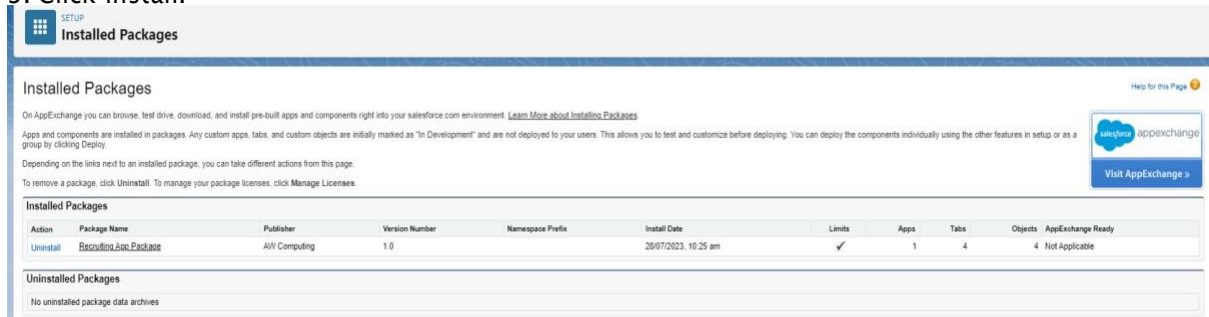 5. Click Install.
SETUP
Installed Packages
Installed Packages
Help for this Page
On AppExchange you can browse, test drive, download, and install pre-built apps and components right into your salesforce.com environment. Learn More about Installing Packages.
Apps and components are installed in packages. Any custom apps, tabs, and custom objects are initially marked as "In Development" and are not deployed to your users. This allows you to test and customize before deploying. You can deploy the components individually using the other features in setup or as a
group by clicking Deploy.
salesforce appexchange
Depending on the links next to an installed package, you can take different actions from this page.
To remove a package, click Uninstall. To manage your package licenses, click Manage Licenses.
Visit AppExchange »
Installed Packages
Action Package Name Publisher Version Number Namespace Prefix Install Date Limits Apps Tabs Objects AppExchange Ready
Uninstall Recruiting App Package AW Computing 1.0 28/07/2023, 10:25 am ✓ 1 4 4 Not Applicable
Uninstalled Packages
No uninstalled package data archives